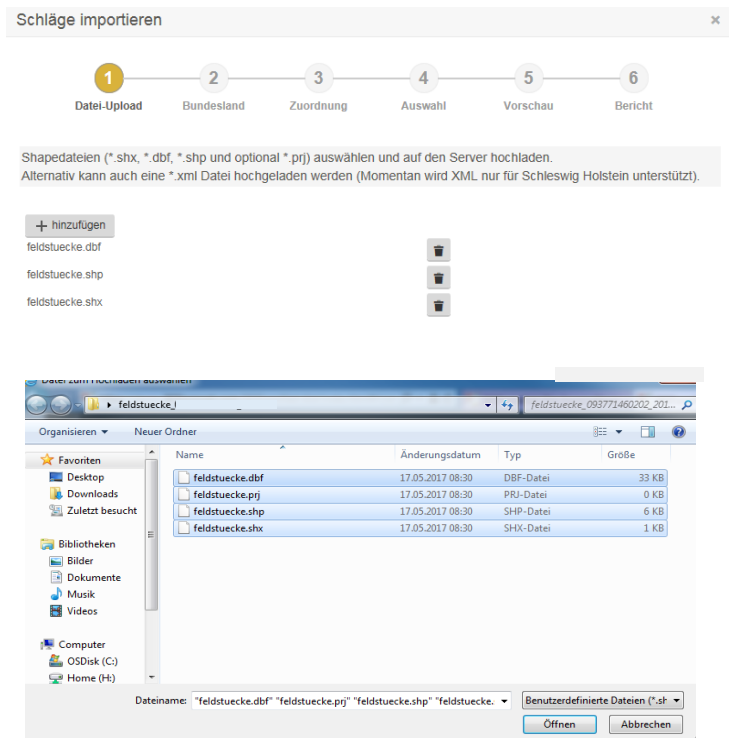 Schläge importieren
1 2 3 4 5 6
Datei-Upload Bundesland Zuordnung Auswahl Vorschau Bericht
Shapedateien (*.shx, *.dbf, *.shp und optional *.prj) auswählen und auf den Server hochladen.
Alternativ kann auch eine *.xml Datei hochgeladen werden (Momentan wird XML nur für Schleswig Holstein unterstützt).
+ hinzufügen
feldstuecke.dbf
feldstuecke.shp
feldstuecke.shx
Datei zum Hochladen auswählen
feldstuecke_ feldstuecke_093771460202_201...
Organisieren Neuer Ordner
Name Änderungsdatum Typ Größe
Favoriten
Desktop
Downloads
Zuletzt besucht
Bibliotheken
Bilder
Dokumente
Musik
Videos
Computer
OSDisk (C:)
Home (H:)
feldstuecke.dbf 17.05.2017 08:30 DBF-Datei 33 KB
feldstuecke.prj 17.05.2017 08:30 PRJ-Datei 0 KB
feldstuecke.shp 17.05.2017 08:30 SHP-Datei 6 KB
feldstuecke.shx 17.05.2017 08:30 SHX-Datei 1 KB
Dateiname: "feldstuecke.dbf" "feldstuecke.prj" "feldstuecke.shp" "feldstuecke. Benutzerdefinierte Dateien (*.sh
Öffnen Abbrechen